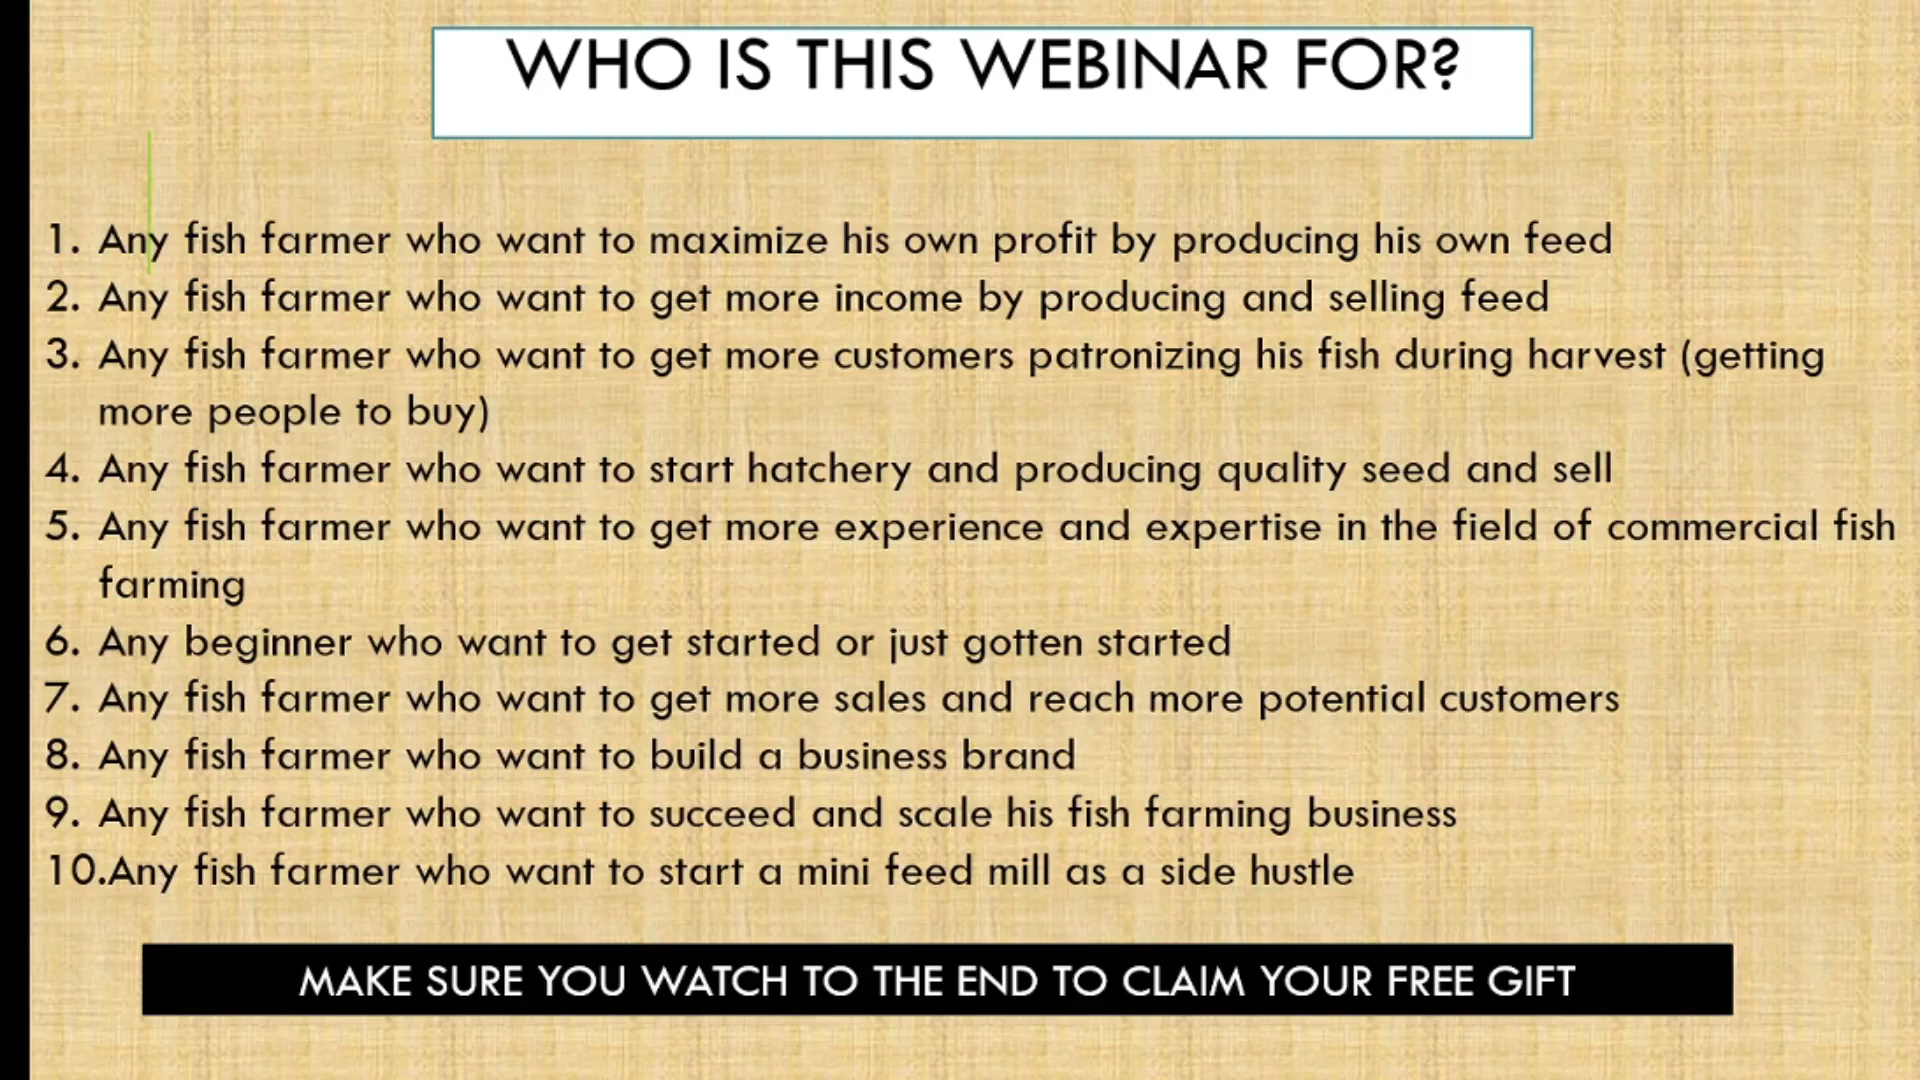 WHO IS THIS WEBINAR FOR?
1. Any fish farmer who want to maximize his own profit by producing his own feed
2. Any fish farmer who want to get more income by producing and selling feed
3. Any fish farmer who want to get more customers patronizing his fish during harvest (getting
more people to buy)
4. Any fish farmer who want to start hatchery and producing quality seed and sell
5. Any fish farmer who want to get more experience and expertise in the field of commercial fish
farming
6. Any beginner who want to get started or just gotten started
7. Any fish farmer who want to get more sales and reach more potential customers
8. Any fish farmer who want to build a business brand
9. Any fish farmer who want to succeed and scale his fish farming business
10.Any fish farmer who want to start a mini feed mill as a side hustle
MAKE SURE YOU WATCH TO THE END TO CLAIM YOUR FREE GIFT